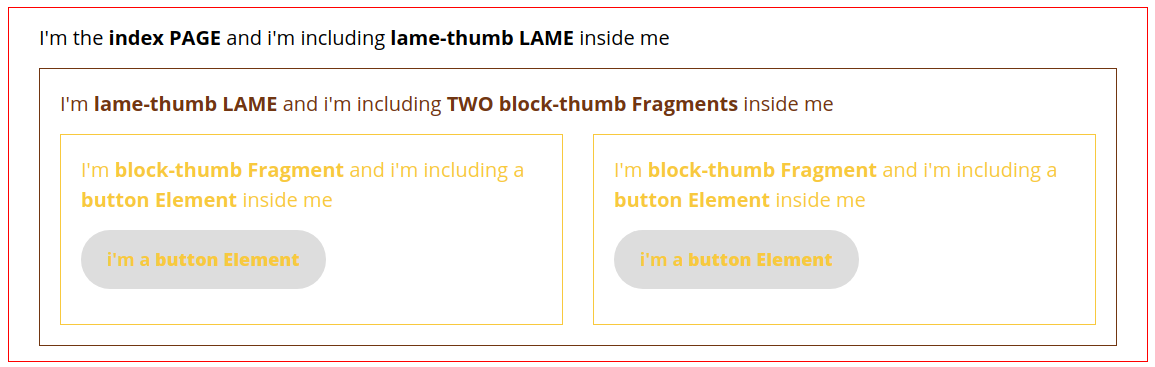 I'm the index PAGE and i'm including lame-thumb LAME inside me
I'm lame-thumb LAME and i'm including TWO block-thumb Fragments inside me
I'm block-thumb Fragment and i'm including a
button Element inside me
i'm a button Element
I'm block-thumb Fragment and i'm including a
button Element inside me
i'm a button Element